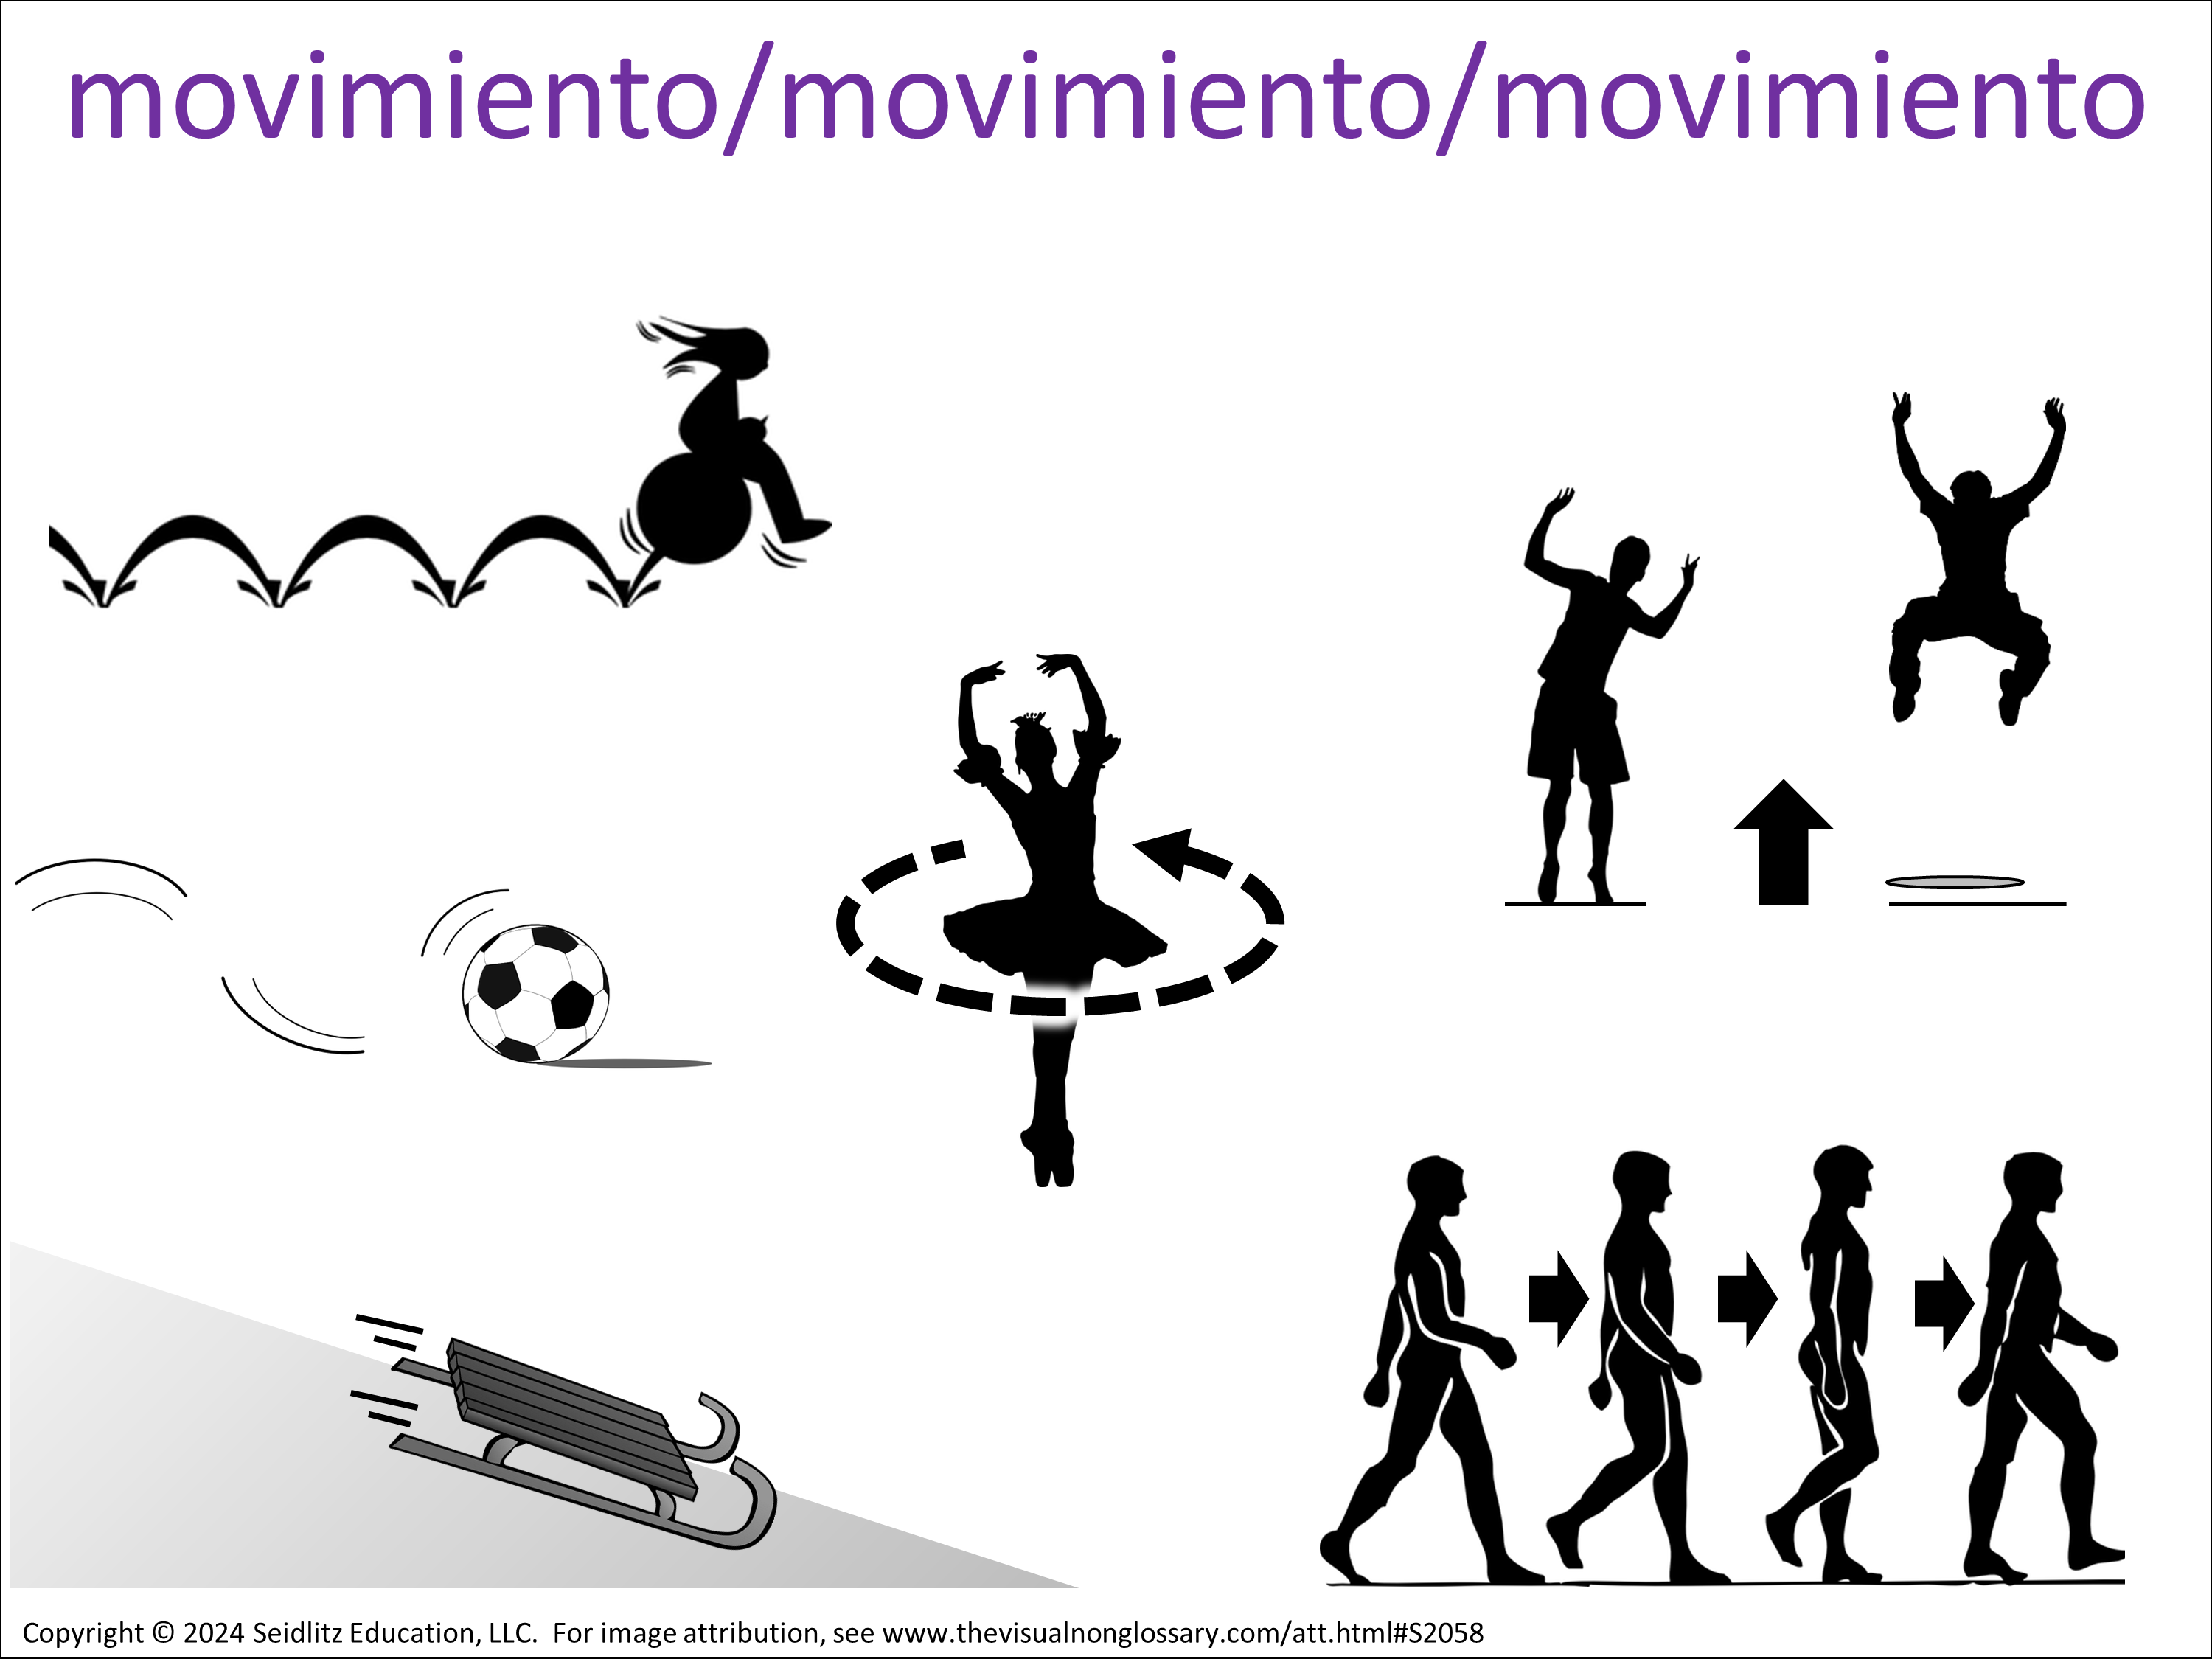 movimiento/movimiento/movimiento
Copyright © 2024 Seidlitz Education, LLC.  For image attribution, see www.thevisualnonglossary.com/att.html#S2058